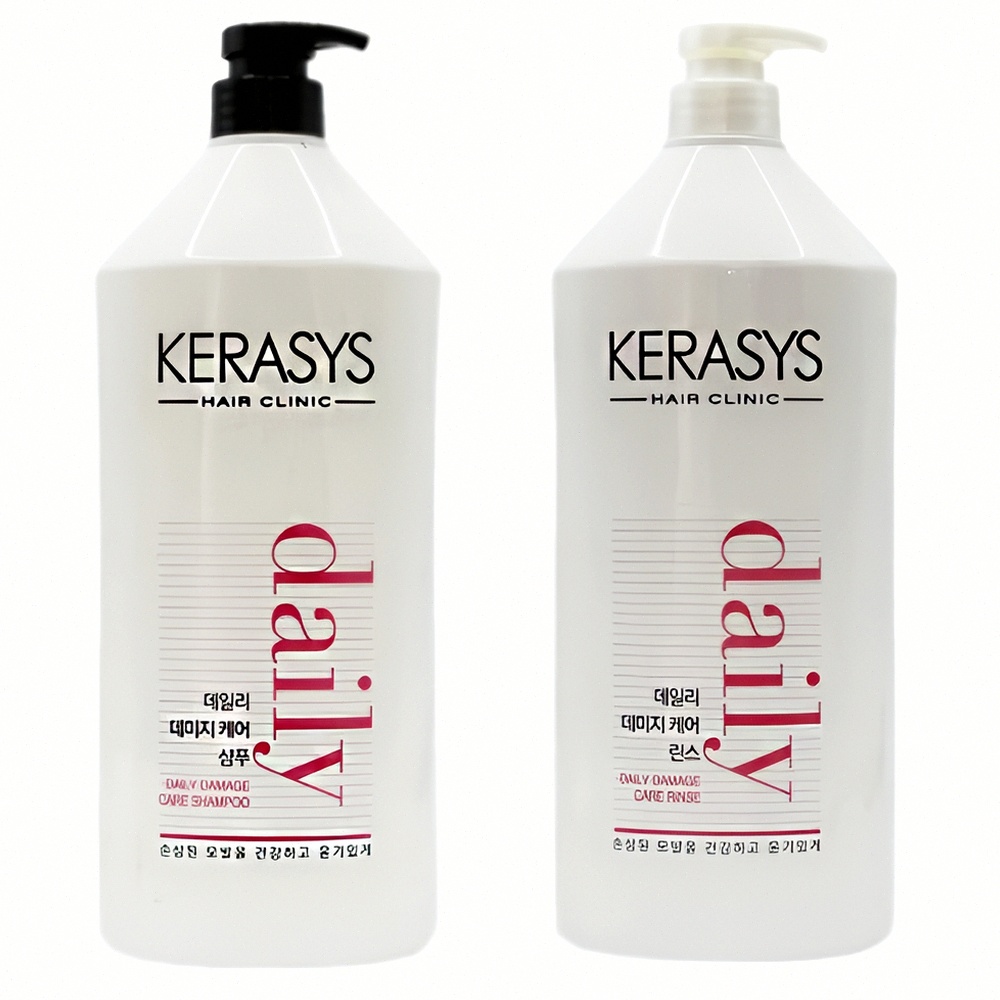 KERASYS
HAIR CLINIC
daily
데일리
데미지 케어
샴푸
DAILY DAMAGE
CARE SHAMPOO
손상된 모발을 건강하고 윤기있게
KERASYS
HAIR CLINIC
daily
데일리
데미지 케어
린스
DAILY DAMAGE
CARE RINSE
손상된 모발을 건강하고 윤기있게